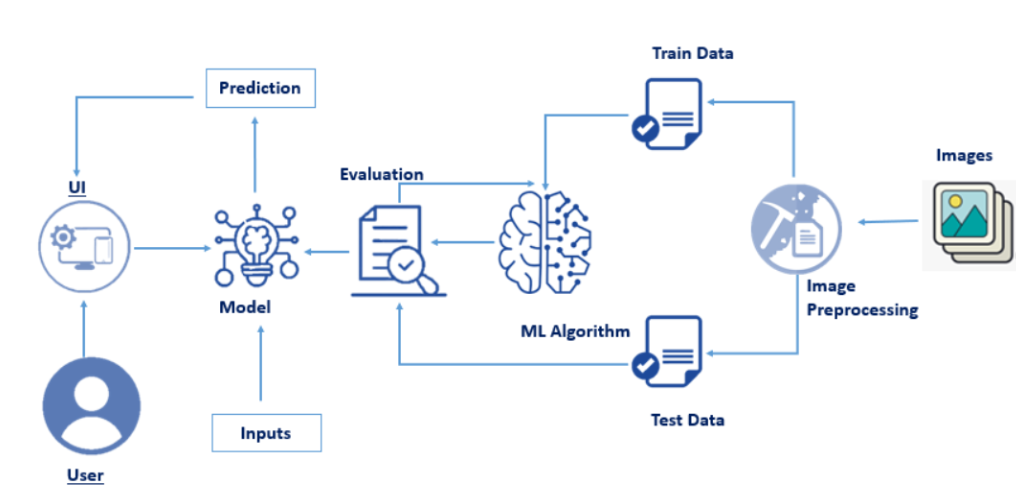 Train Data
Prediction
Images
Evaluation
UI
Image
Preprocessing
Model
ML Algorithm
Test Data
Inputs
User